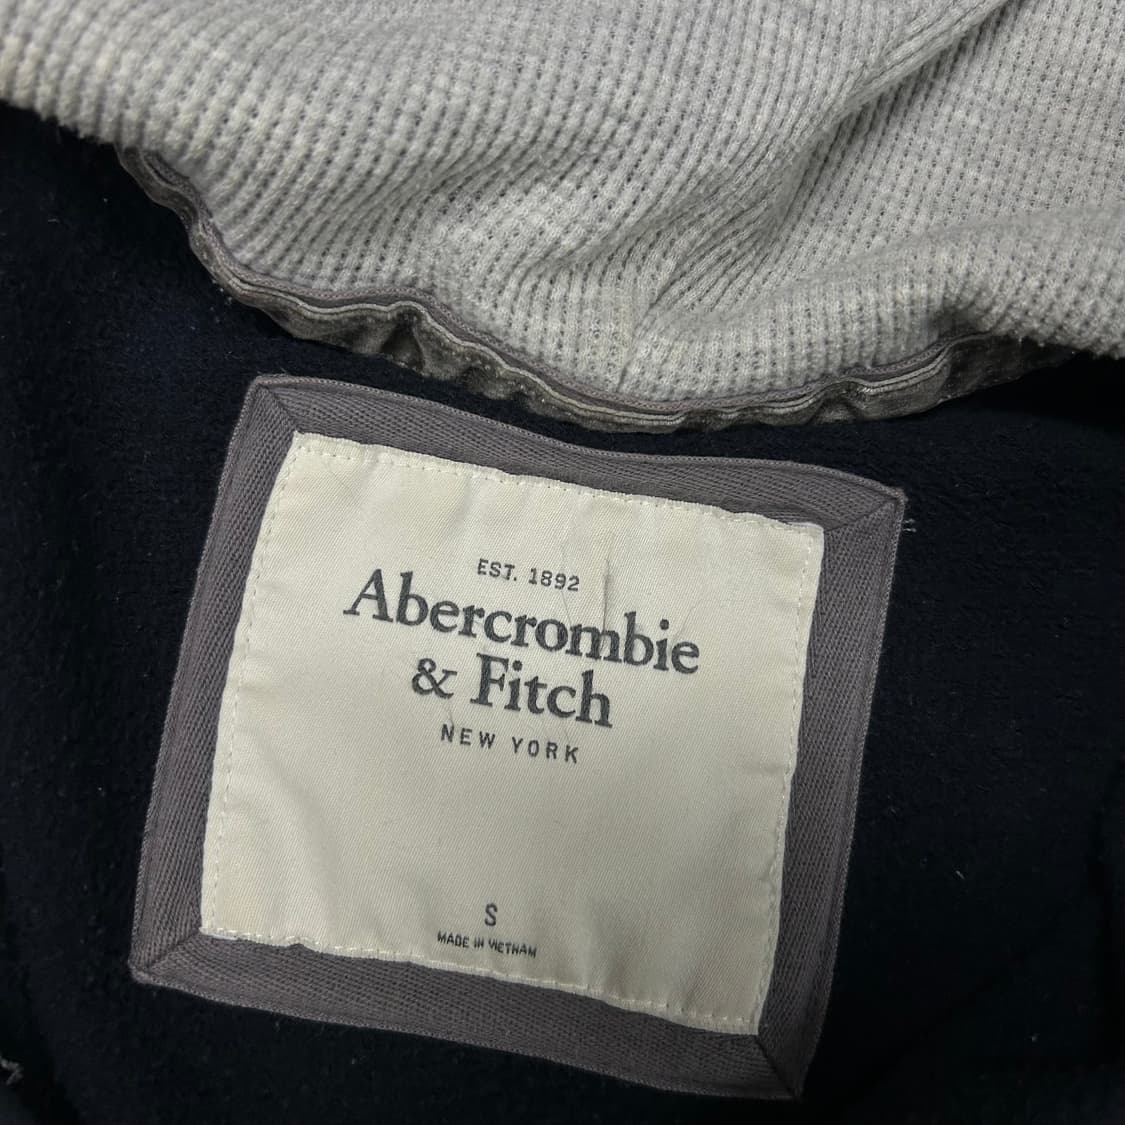 EST. 1892
Abercrombie
& Fitch
NEW YORK
S
MADE IN VIETNAM